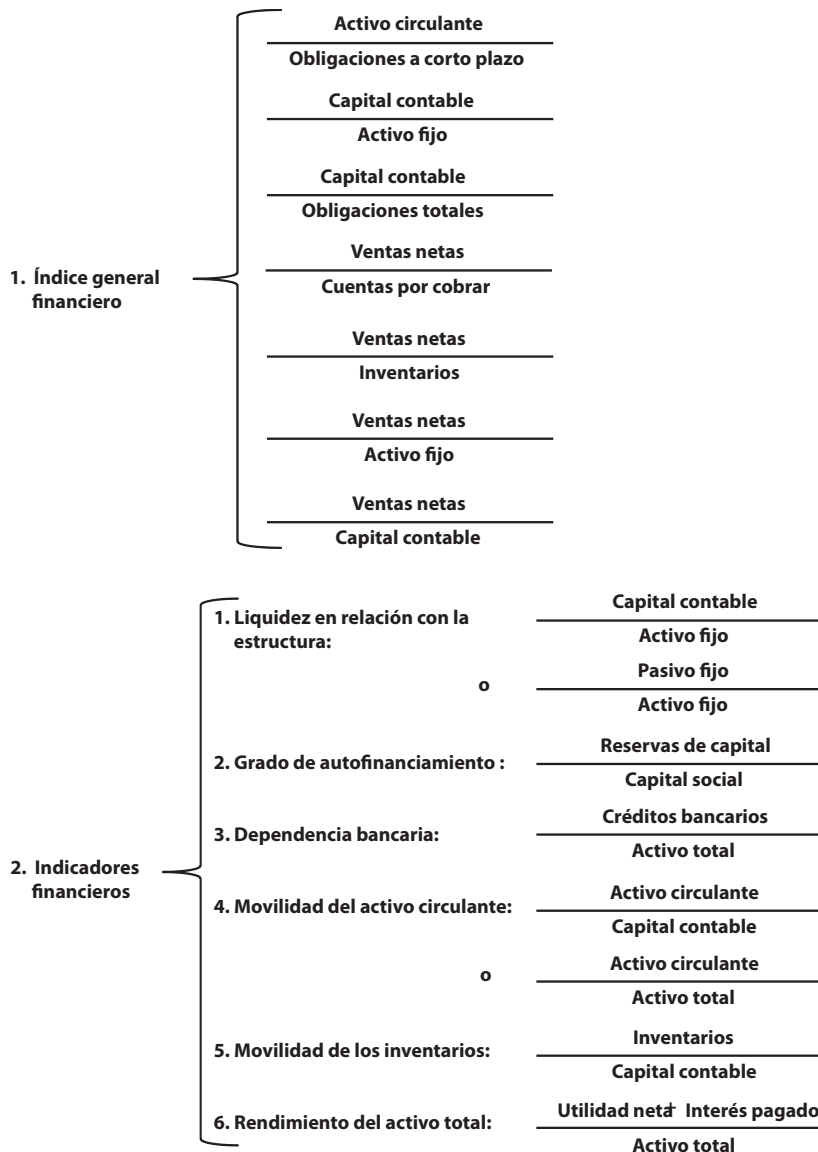 Activo circulante
Obligaciones a corto plazo
Capital contable
Activo fijo
Capital contable
Obligaciones totales
1. Índice general
financiero
Ventas netas
Cuentas por cobrar
Ventas netas
Inventarios
Ventas netas
Activo fijo
Ventas netas
Capital contable
2. Indicadores
financieros
1. Liquidez en relación con la
estructura:
Capital contable
Activo fijo
o
Pasivo fijo
Activo fijo
2. Grado de autofinanciamiento :
Reservas de capital
Capital social
3. Dependencia bancaria:
Créditos bancarios
Activo total
4. Movilidad del activo circulante:
Activo circulante
Capital contable
o
Activo circulante
Activo total
5. Movilidad de los inventarios:
Inventarios
Capital contable
6. Rendimiento del activo total:
Utilidad neta + Interés pagado
Activo total